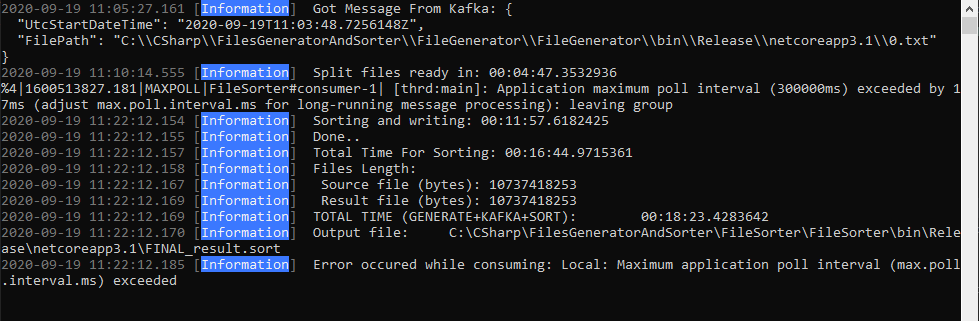 2020-09-19 11:05:27.161 [Information]  Got Message From Kafka: {
  "UtcStartDateTime": "2020-09-19T11:03:48.7256148Z",
  "FilePath": "C:\\CSharp\\FilesGeneratorAndSorter\\FileGenerator\\FileGenerator\\bin\\Release\\netcoreapp3.1\\0.txt"
}
2020-09-19 11:10:14.555 [Information]  Split files ready in: 00:04:47.3532936
%4|1600513827.181|MAXPOLL|FileSorter#consumer-1| [thrd:main]: Application maximum poll interval (300000ms) exceeded by 1
7ms (adjust max.poll.interval.ms for long-running message processing): leaving group
2020-09-19 11:22:12.154 [Information]  Sorting and writing: 00:11:57.6182425
2020-09-19 11:22:12.155 [Information]  Done..
2020-09-19 11:22:12.157 [Information]  Total Time For Sorting: 00:16:44.9715361
2020-09-19 11:22:12.158 [Information]  Files Length:
2020-09-19 11:22:12.167 [Information]   Source file (bytes): 10737418253
2020-09-19 11:22:12.169 [Information]   Result file (bytes): 10737418253
2020-09-19 11:22:12.169 [Information]  TOTAL TIME (GENERATE+KAFKA+SORT):        00:18:23.4283642
2020-09-19 11:22:12.170 [Information]  Output file:     C:\CSharp\FilesGeneratorAndSorter\FileSorter\FileSorter\bin\Rele
ase\netcoreapp3.1\FINAL_result.sort
2020-09-19 11:22:12.185 [Information]  Error occured while consuming: Local: Maximum application poll interval (max.poll
.interval.ms) exceeded